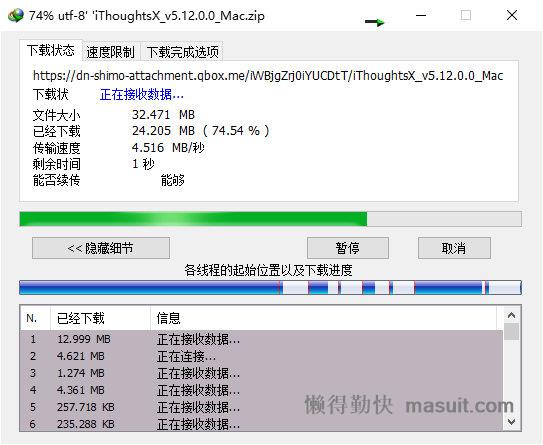 74% utf-8' 'iThoughtsX_v5.12.0.0_Mac.zip
下载状态 速度限制 下载完成选项
https://dn-shimo-attachment.qbox.me/iWBjgZrj0iYUCDtT/iThoughtsX_v5.12.0.0_Mac
下载状 正在接收数据...
文件大小 32.471 MB
已经下载 24.205 MB ( 74.54 % )
传输速度 4.516 MB/秒
剩余时间 1 秒
能否续传 能够
<< 隐藏细节 暂停 取消
各线程的起始位置以及下载进度
N. 已经下载 信息
1 12.999 MB 正在接收数据...
2 4.621 MB 正在连接...
3 1.274 MB 正在接收数据...
4 4.361 MB 正在接收数据...
5 257.718 KB 正在接收数据...
6 235.288 KB 正在接收数据...
懒得勤快 masuit.com